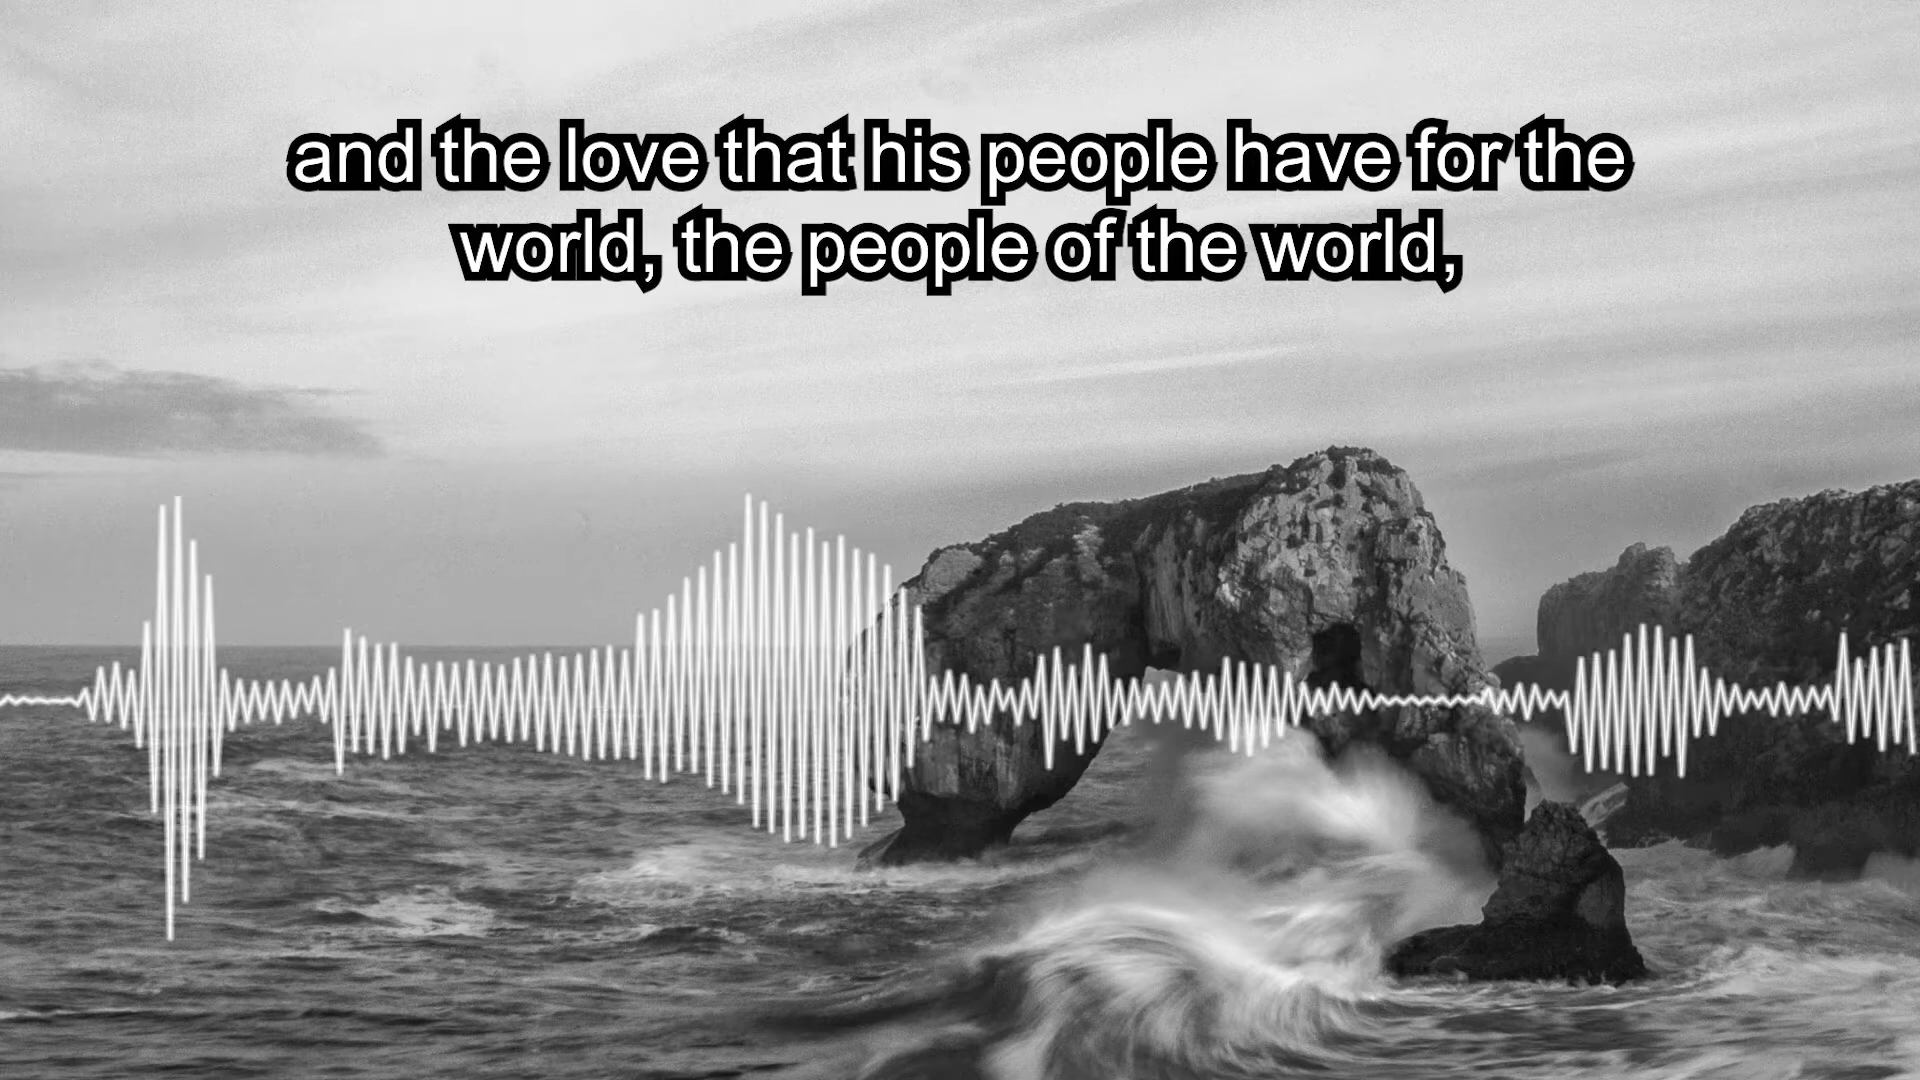 and the love that his people have for the
world, the people of the world,